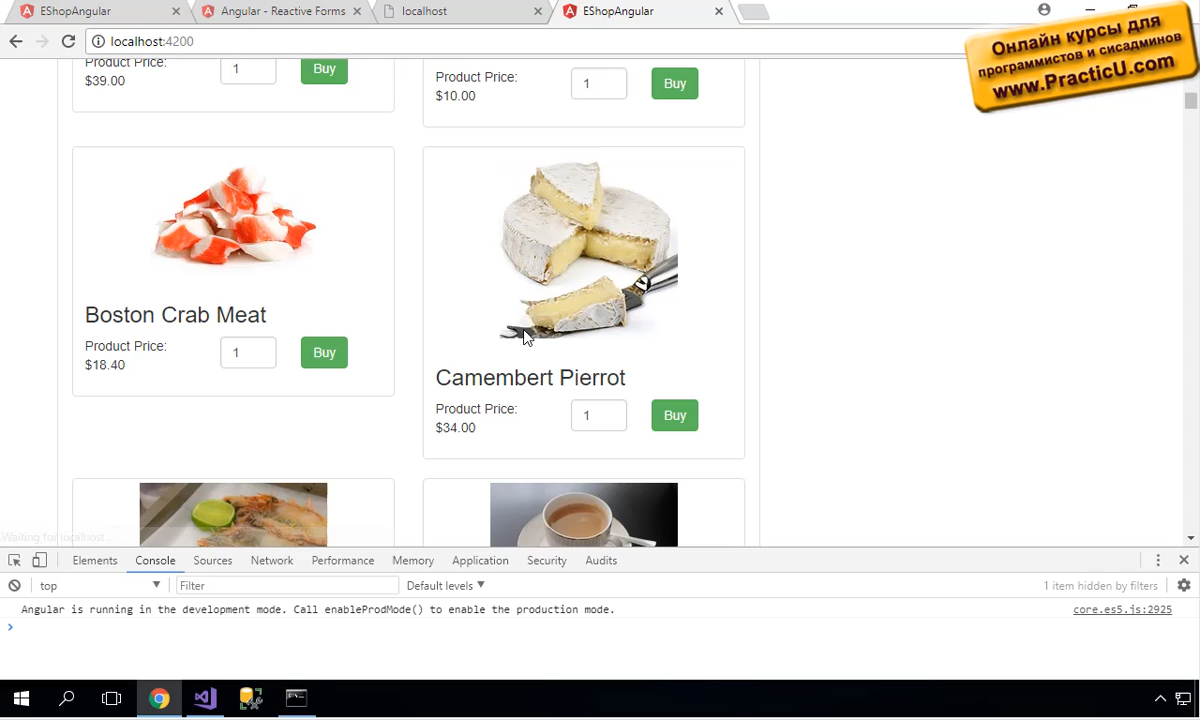 EShopAngular
Angular - Reactive Forms
localhost
EShopAngular
localhost:4200
Онлайн курсы для
программистов и сисадминов
www.PracticU.com
Product Price:
$39.00
1
Buy
Product Price:
$10.00
1
Buy
Boston Crab Meat
Product Price:
$18.40
1
Buy
Camembert Pierrot
Product Price:
$34.00
1
Buy
Waiting for localhost...
Elements Console Sources Network Performance Memory Application Security Audits
top Filter Default levels 1 item hidden by filters
Angular is running in the development mode. Call enableProdMode() to enable the production mode. core.es5.js:2925